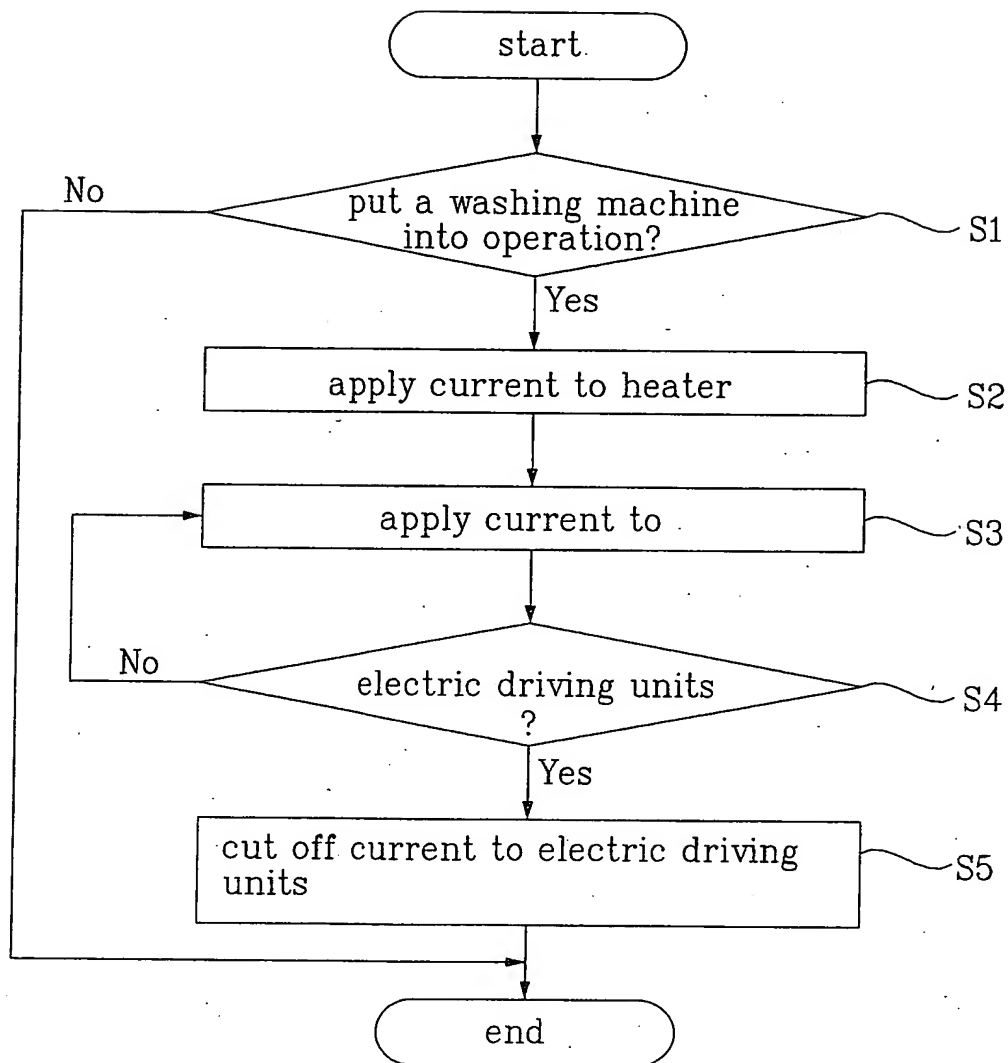 start
No
put a washing machine
into operation?
S1
Yes
apply current to heater
S2
apply current to
S3
No
electric driving units
?
S4
Yes
cut off current to electric driving
units
S5
end